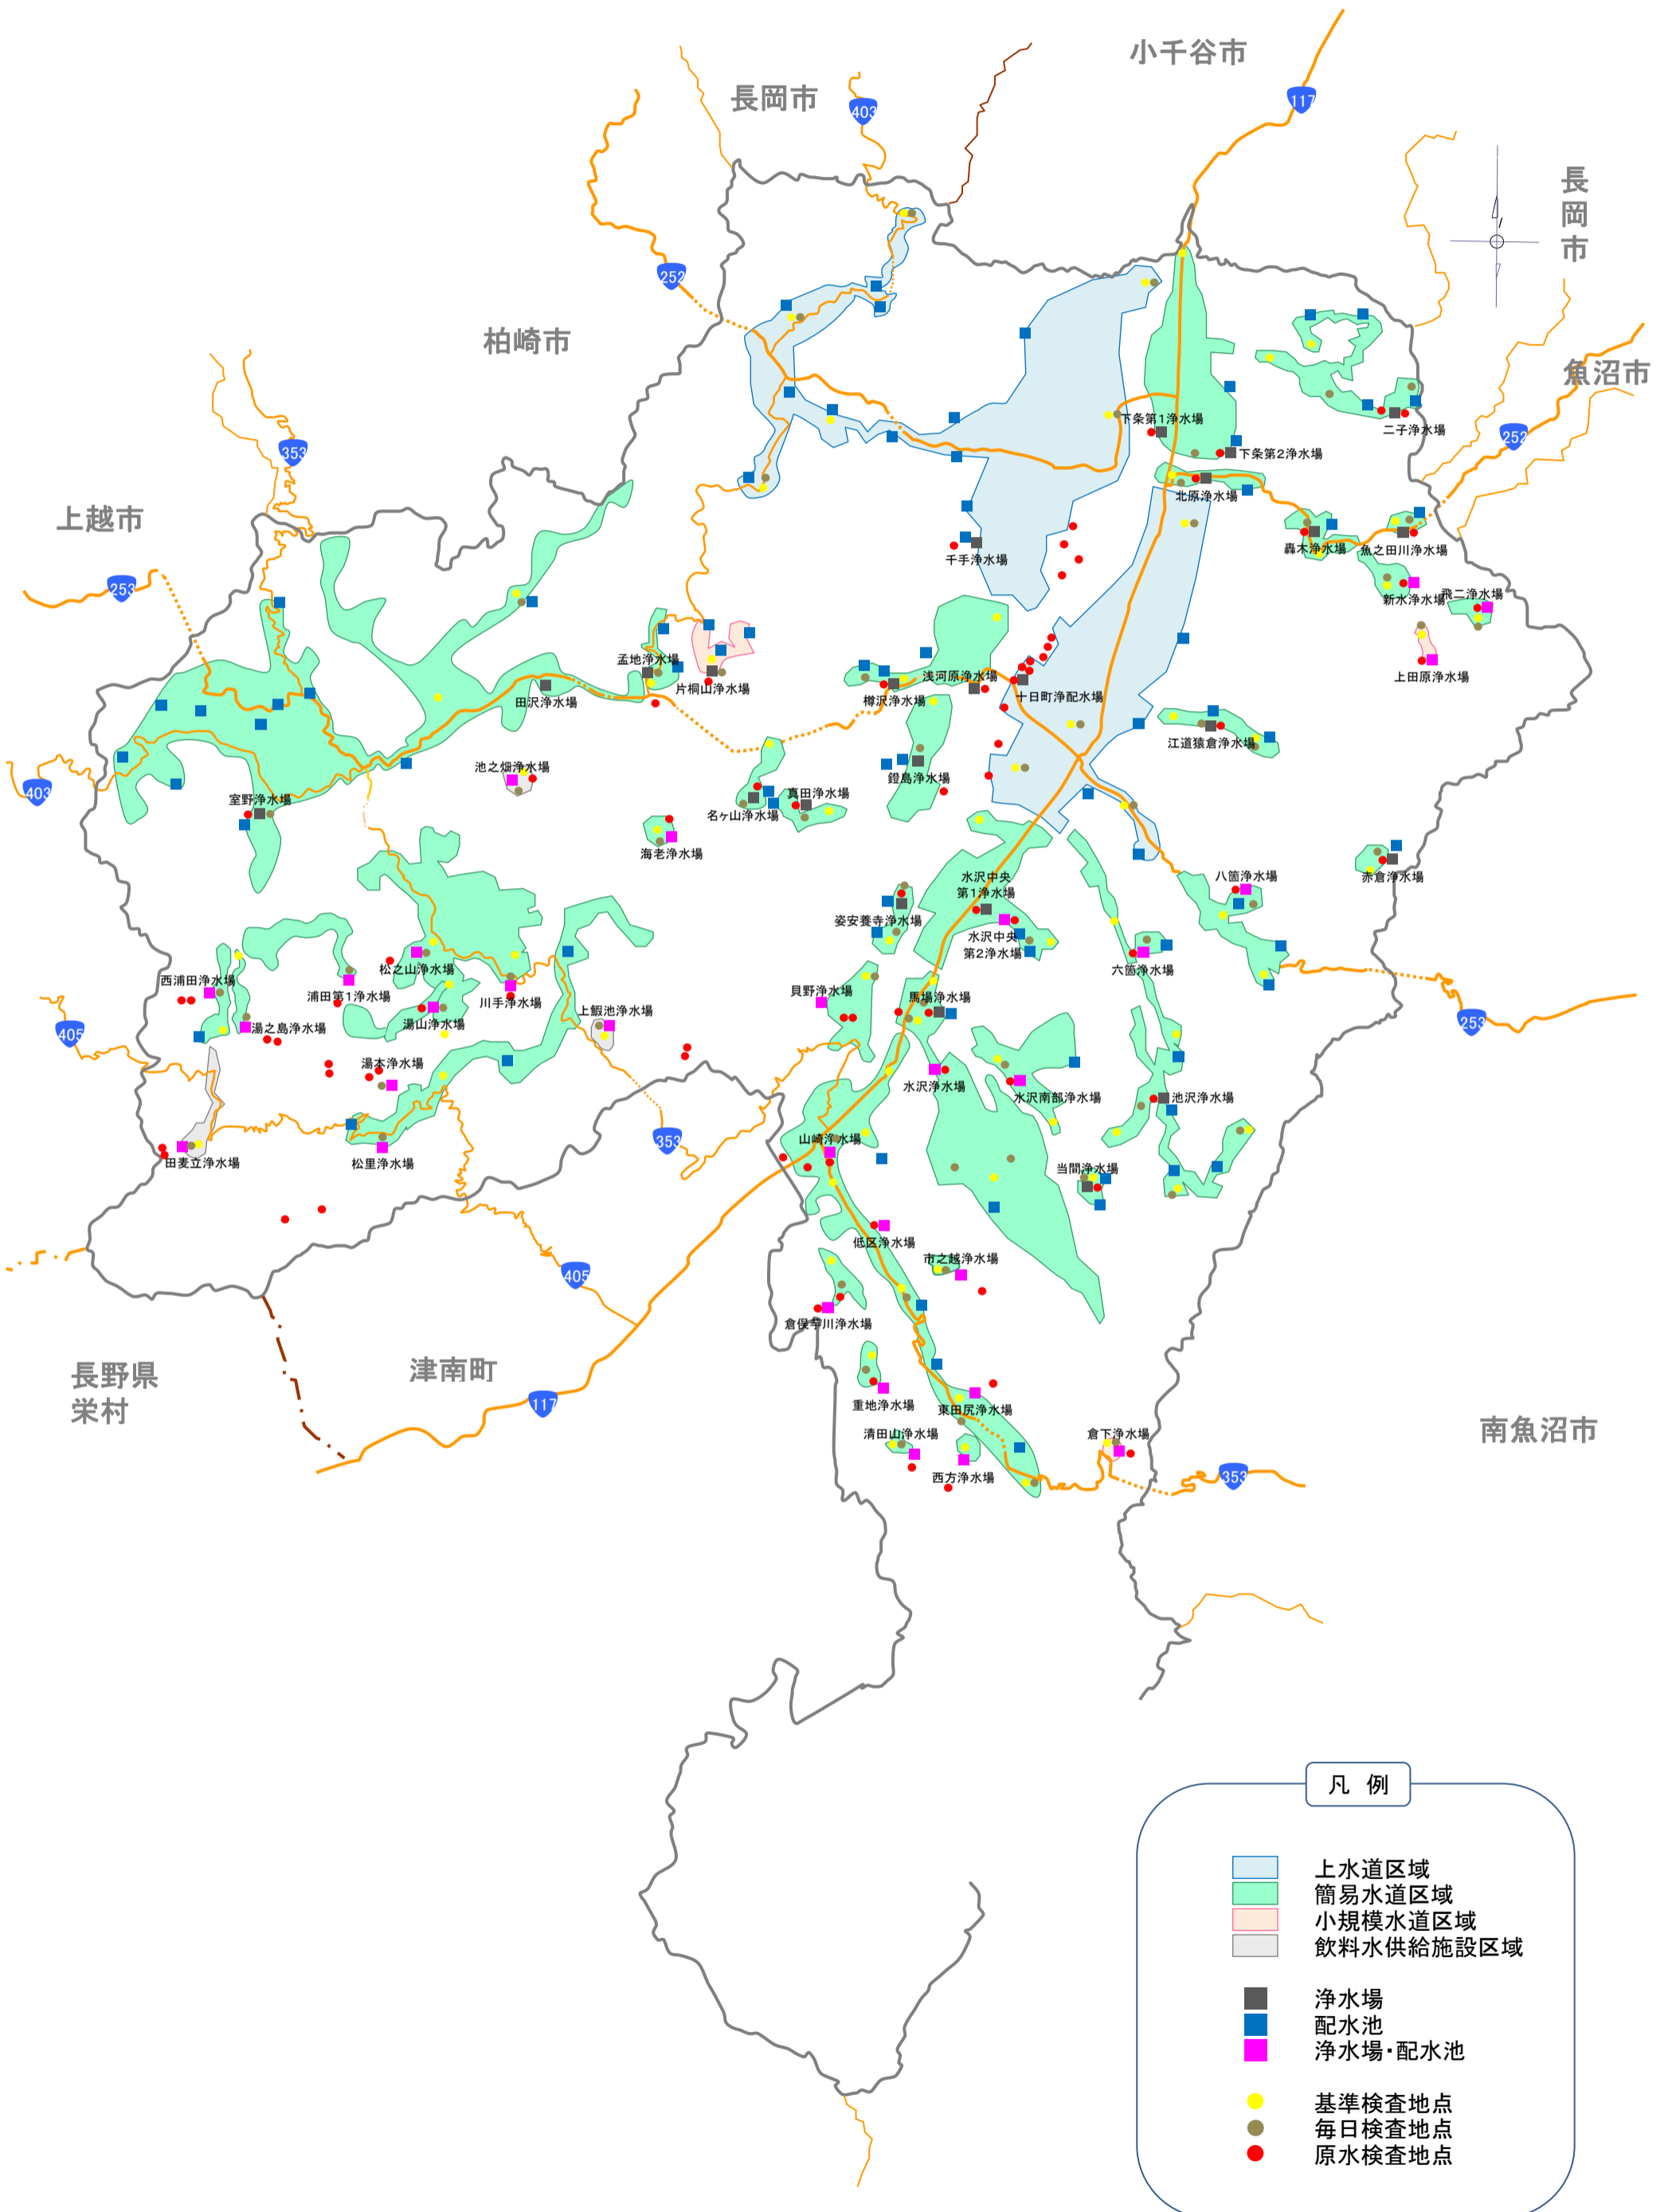 小千谷市
長岡市
403
117
長
岡
市
252
柏崎市
魚沼市
下条第1浄水場
二子浄水場
252
353
下条第2浄水場
北原浄水場
上越市
千手浄水場
轟木浄水場
魚之田川浄水場
253
新水浄水場
飛二浄水場
孟地浄水場
片桐山浄水場
田沢浄水場
浅河原浄水場
樽沢浄水場
十日町浄配水場
上田原浄水場
江道猿倉浄水場
池之畑浄水場
鐙島浄水場
403
室野浄水場
名ヶ山浄水場
真田浄水場
海老浄水場
水沢中央
第1浄水場
八箇浄水場
赤倉浄水場
姿安養寺浄水場
水沢中央
第2浄水場
六箇浄水場
西浦田浄水場
浦田第1浄水場
松之山浄水場
川手浄水場
貝野浄水場
馬場浄水場
上鰕池浄水場
湯之島浄水場
湯山浄水場
405
253
湯本浄水場
水沢浄水場
水沢南部浄水場
池沢浄水場
353
山崎浄水場
田麦立浄水場
松里浄水場
当間浄水場
低区浄水場
市之越浄水場
405
倉俣芋川浄水場
長野県
栄村
津南町
117
重地浄水場
東田尻浄水場
清田山浄水場
西方浄水場
倉下浄水場
南魚沼市
353
凡 例
上水道区域
簡易水道区域
小規模水道区域
飲料水供給施設区域
浄水場
配水池
浄水場・配水池
基準検査地点
毎日検査地点
原水検査地点